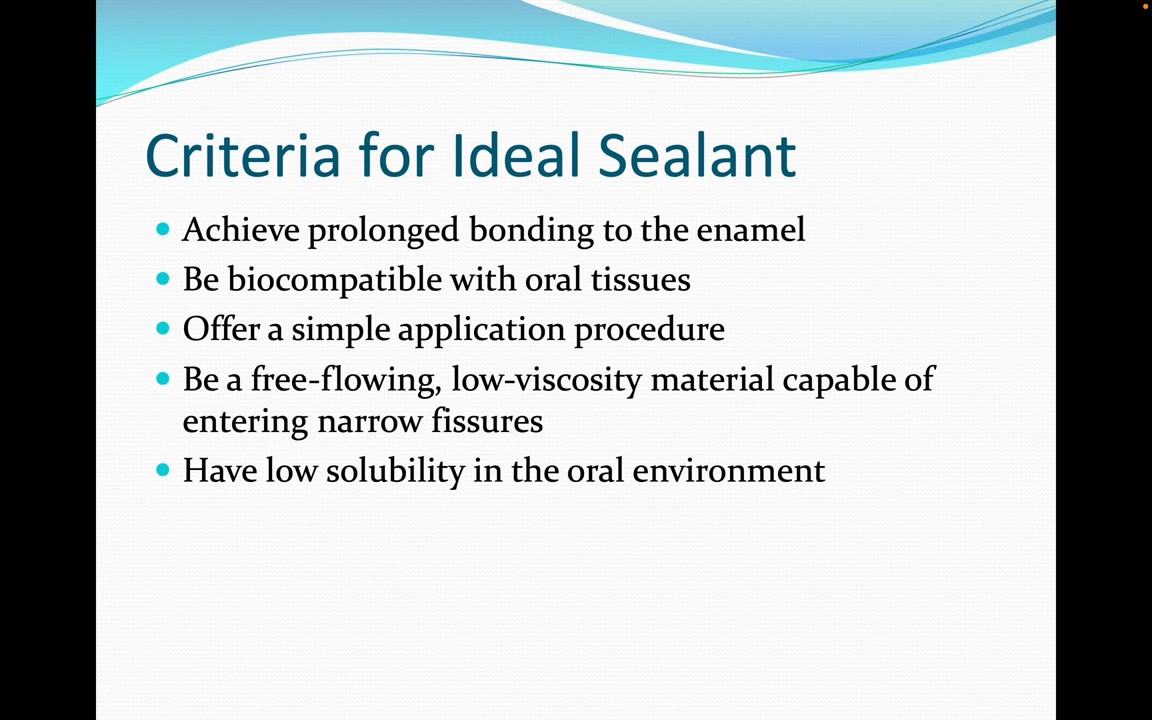 Criteria for Ideal Sealant
• Achieve prolonged bonding to the enamel
• Be biocompatible with oral tissues
• Offer a simple application procedure
• Be a free-flowing, low-viscosity material capable of
entering narrow fissures
• Have low solubility in the oral environment